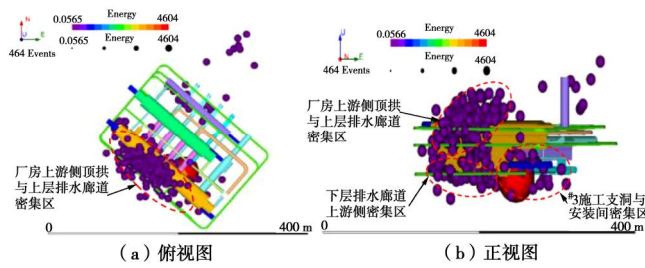 N
U
E
Energy
0.0565
4604
Energy
0.0565
4604
464 Events
厂房上游侧顶拱
与上层排水廊道
密集区
0
400 m
(a)俯视图
U
N
E
Energy
0.0565
4604
Energy
0.0565
4604
464 Events
厂房上游侧顶拱
与上层排水廊道
密集区
下层排水廊道
上游侧密集区
#3施工支洞与
安装间密集区
0
400 m
(b)正视图